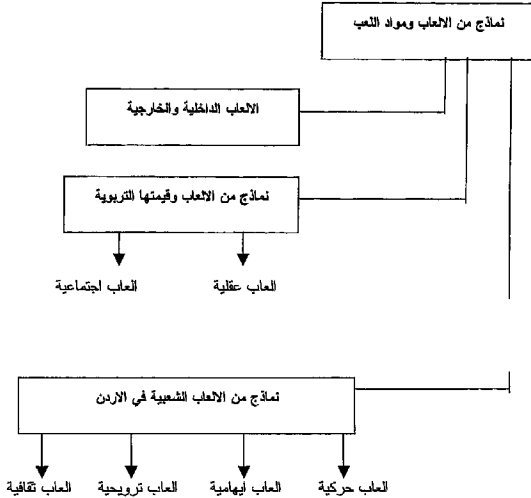 نماذج من الالعاب ومواد اللعب
الالعاب الداخلية والخارجية
نماذج من الالعاب وقيمتها التربوية
العاب عقلية
العاب اجتماعية
نماذج من الالعاب الشعبية في الاردن
العاب حركية
العاب ايهامية
العاب ترويحية
العاب ثقافية